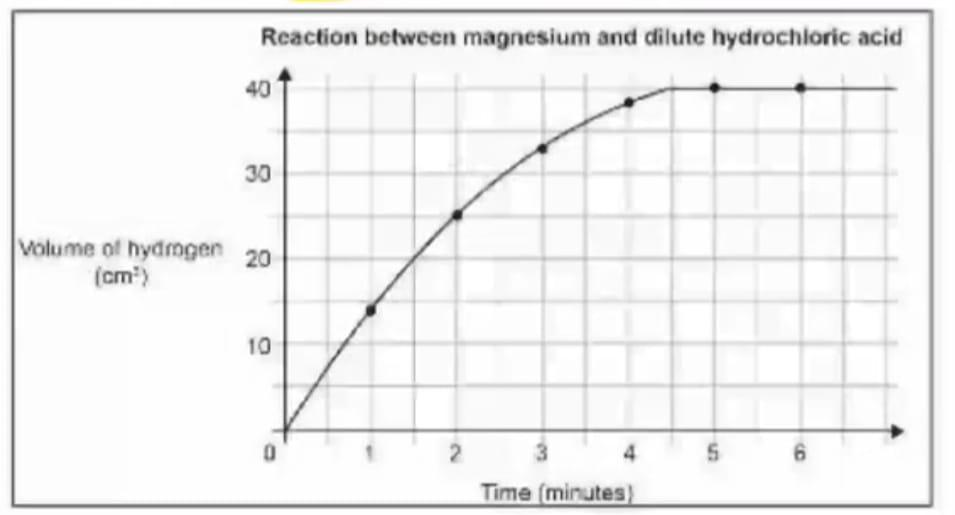 Reaction between magnesium and dilute hydrochloric acid
40
30
Volume of hydrogen
(cm³)
20
10
0 1 2 3 4 5 6
Time (minutes)